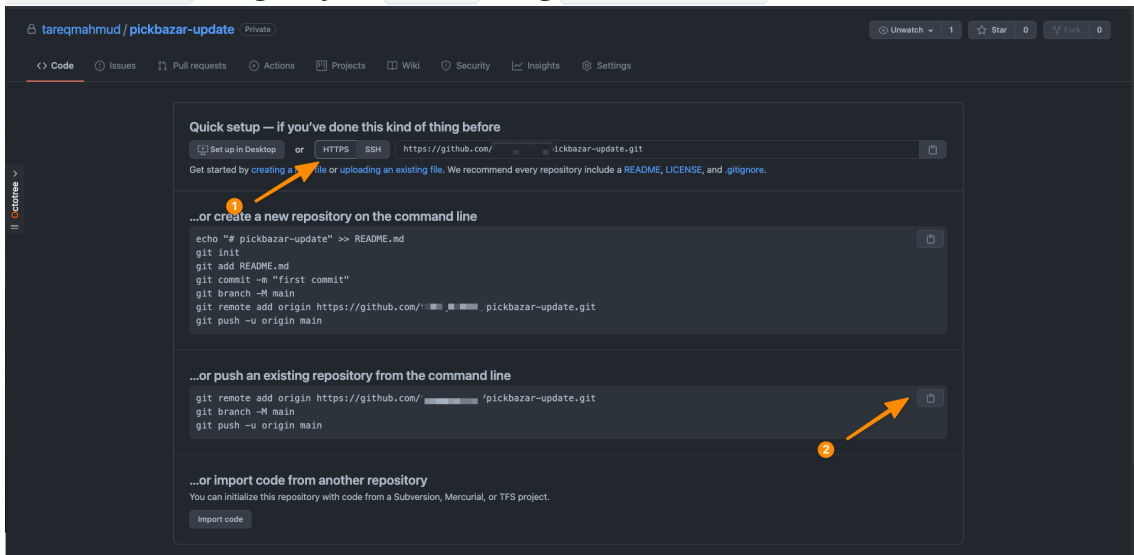 tareqmahmud / pickbazar-update Private
Unwatch 1 Star 0 Fork 0
Code Issues Pull requests Actions Projects Wiki Security Insights Settings
Quick setup — if you've done this kind of thing before
Set up in Desktop or HTTPS SSH https://github.com/ ickbazar-update.git
Get started by creating a file or uploading an existing file. We recommend every repository include a README, LICENSE, and .gitignore.
1
Octotree
...or create a new repository on the command line
echo "# pickbazar-update" >> README.md
git init
git add README.md
git commit -m "first commit"
git branch -M main
git remote add origin https://github.com/ pickbazar-update.git
git push -u origin main
...or push an existing repository from the command line
git remote add origin https://github.com/ /pickbazar-update.git
git branch -M main
git push -u origin main
2
...or import code from another repository
You can initialize this repository with code from a Subversion, Mercurial, or TFS project.
Import code